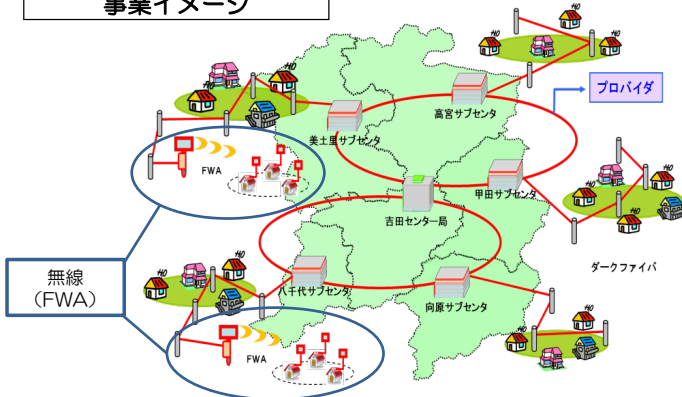 事業イメージ
プロバイダ
高宮サブセンタ
美土里サブセンタ
FWA
甲田サブセンタ
吉田センター局
ダークファイバ
無線
（FWA）
八千代サブセンタ
向原サブセンタ
FWA